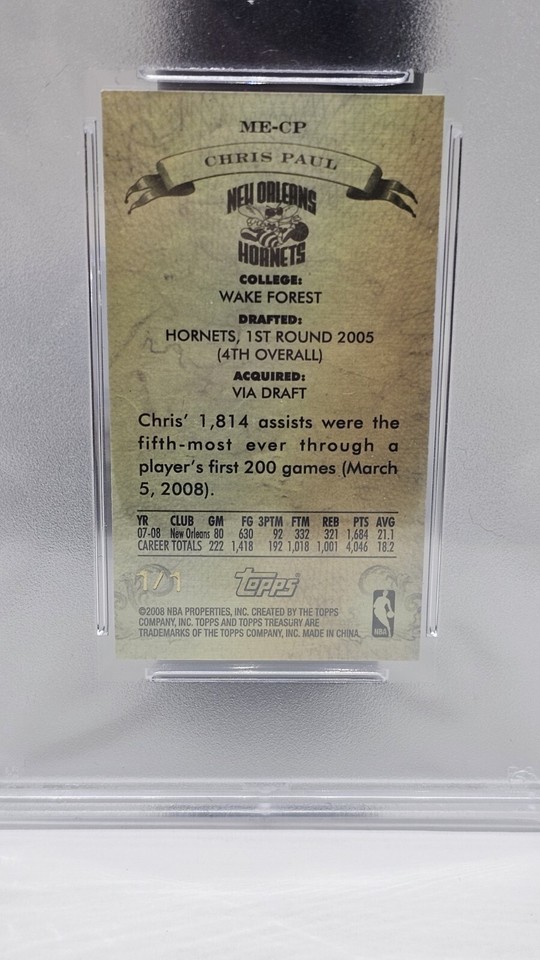 ME-CP
CHRIS PAUL
NEW ORLEANS
HORNETS
COLLEGE:
WAKE FOREST
DRAFTED:
HORNETS, 1ST ROUND 2005
(4TH OVERALL)
ACQUIRED:
VIA DRAFT
Chris' 1,814 assists were the
fifth-most ever through a
player's first 200 games (March
5, 2008).
YR CLUB GM FG 3PTM FTM REB PTS AVG
07-08 New Orleans 80 630 92 332 321 1,684 21.1
CAREER TOTALS 222 1,418 192 1,018 1,001 4,046 18.2
1/1
Topps
©2008 NBA PROPERTIES, INC. CREATED BY THE TOPPS
COMPANY, INC. TOPPS AND TOPPS TREASURY ARE
TRADEMARKS OF THE TOPPS COMPANY, INC. MADE IN CHINA.
NBA